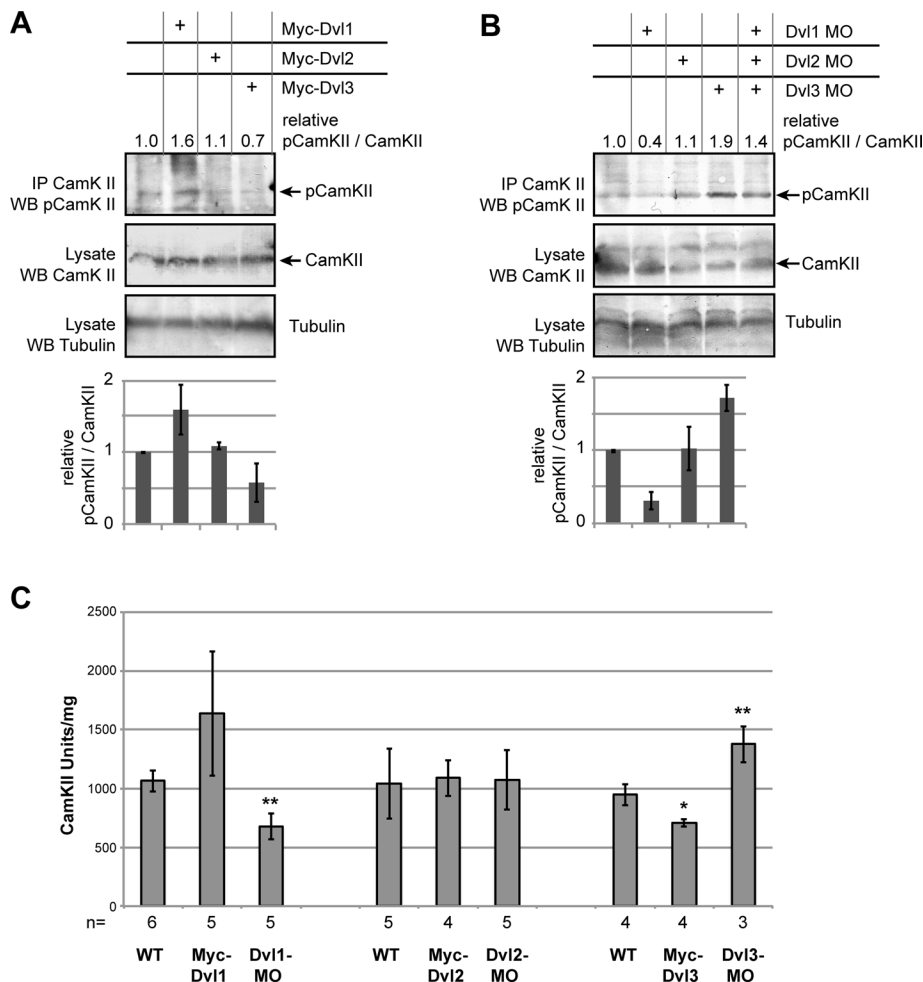 A
+ Myc-Dvl1
+ Myc-Dvl2
+ Myc-Dvl3
relative
1.0 1.6 1.1 0.7 pCamKII / CamKII
IP CamK II
WB pCamK II
pCamKII
Lysate
WB CamK II
CamKII
Lysate
WB Tubulin
Tubulin
relative
pCamKII / CamKII
2
1
0
B
+ + Dvl1 MO
+ + Dvl2 MO
+ + Dvl3 MO
relative
1.0 0.4 1.1 1.9 1.4 pCamKII / CamKII
IP CamK II
WB pCamK II
pCamKII
Lysate
WB CamK II
CamKII
Lysate
WB Tubulin
Tubulin
relative
pCamKII / CamKII
2
1
0
C
CamKII Units/mg
2500
2000
1500
1000
500
0
**
*
**
n= 6 5 5 5 4 5 4 4 3
WT Myc-Dvl1 Dvl1-MO WT Myc-Dvl2 Dvl2-MO WT Myc-Dvl3 Dvl3-MO